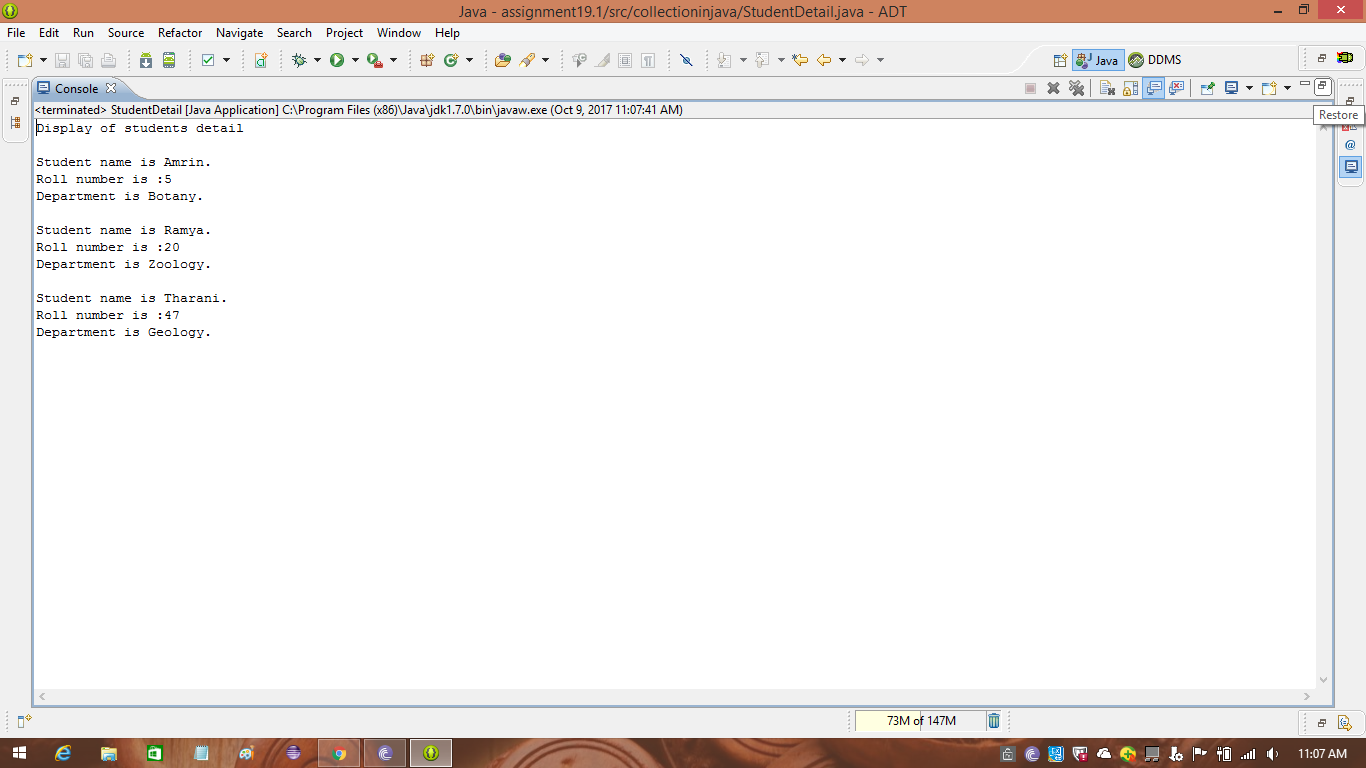 Java - assignment19.1/src/collectioninjava/StudentDetail.java - ADT
File Edit Run Source Refactor Navigate Search Project Window Help
Java DDMS
Console
<terminated> StudentDetail [Java Application] C:\Program Files (x86)\Java\jdk1.7.0\bin\javaw.exe (Oct 9, 2017 11:07:41 AM)
Restore
Display of students detail
Student name is Amrin.
Roll number is :5
Department is Botany.
Student name is Ramya.
Roll number is :20
Department is Zoology.
Student name is Tharani.
Roll number is :47
Department is Geology.
73M of 147M
11:07 AM